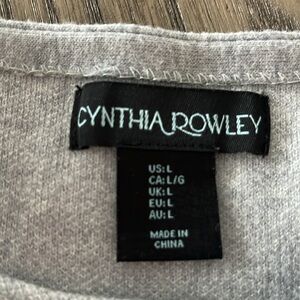 CYNTHIA ROWLEY
US: L
CA: L/G
UK: L
EU: L
AU: L
MADE IN
CHINA